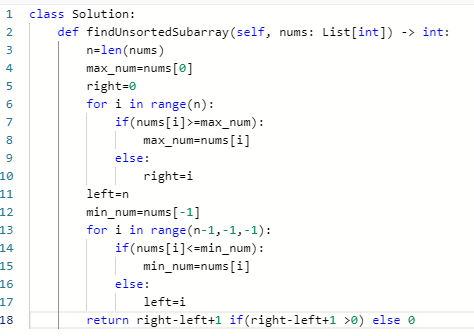 1 class Solution:
2     def findUnsortedSubarray(self, nums: List[int]) -> int:
3         n=len(nums)
4         max_num=nums[0]
5         right=0
6         for i in range(n):
7             if(nums[i]>=max_num):
8                 max_num=nums[i]
9             else:
10                 right=i
11         left=n
12         min_num=nums[-1]
13         for i in range(n-1,-1,-1):
14             if(nums[i]<=min_num):
15                 min_num=nums[i]
16             else:
17                 left=i
18         return right-left+1 if(right-left+1 >0) else 0